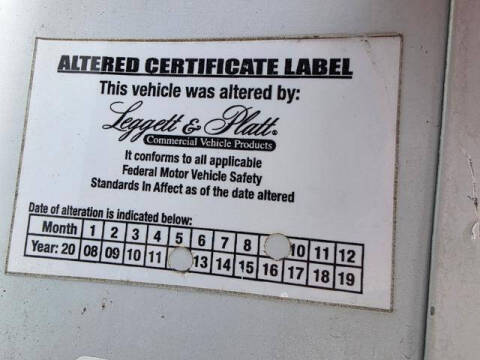 ALTERED CERTIFICATE LABEL
This vehicle was altered by:
Leggett & Platt®
Commercial Vehicle Products
It conforms to all applicable
Federal Motor Vehicle Safety
Standards In Affect as of the date altered
Date of alteration is indicated below:
Month 1 2 3 4 5 6 7 8 10 11 12
Year: 20 08 09 10 11 13 14 15 16 17 18 19